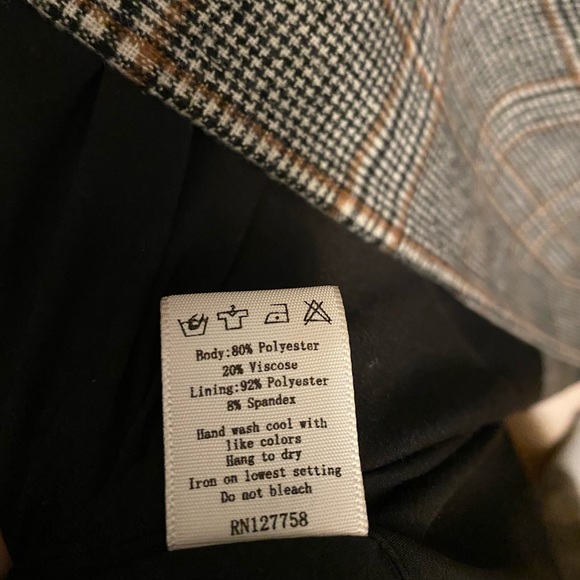 Body:80% Polyester
20% Viscose
Lining:92% Polyester
8% Spandex
Hand wash cool with
like colors
Hang to dry
Iron on lowest setting
Do not bleach
RN127758